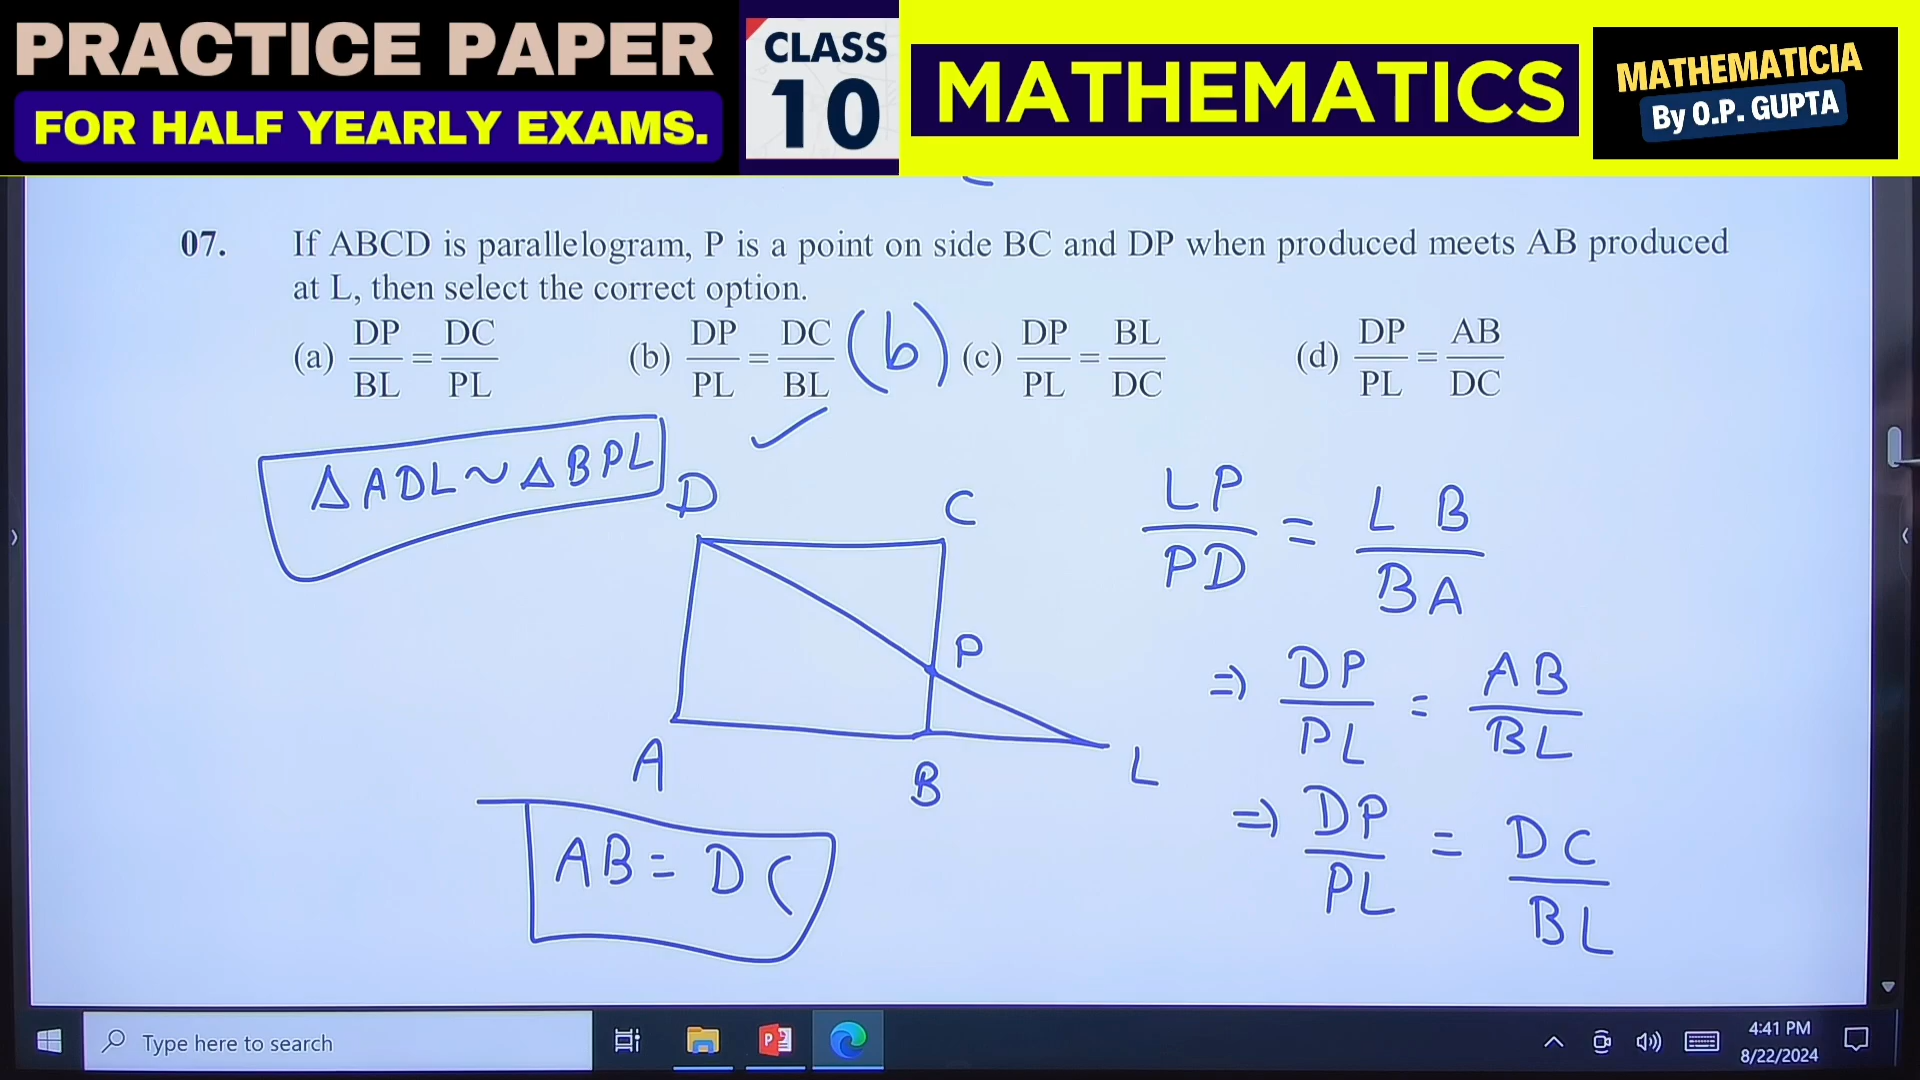 PRACTICE PAPER
FOR HALF YEARLY EXAMS.
CLASS
10
MATHEMATICS
MATHEMATICIA
By O.P. GUPTA
07. If ABCD is parallelogram, P is a point on side BC and DP when produced meets AB produced
at L, then select the correct option.
(a) DP/BL = DC/PL (b) DP/PL = DC/BL (b) (c) DP/PL = BL/DC (d) DP/PL = AB/DC
△ADL ~ △BPL
D
C
P
A
B
L
AB = DC
LP/PD = LB/BA
⇒ DP/PL = AB/BL
⇒ DP/PL = DC/BL
Type here to search
4:41 PM
8/22/2024